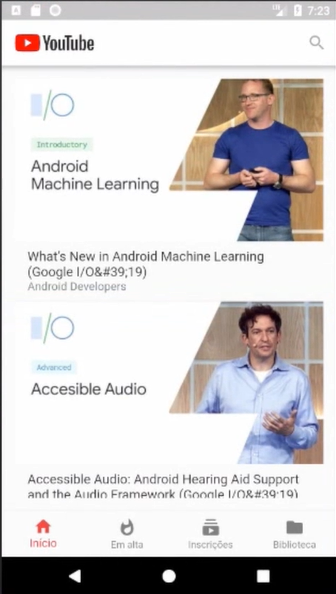 7:23
YouTube
I/O
Introductory
Android
Machine Learning
What's New in Android Machine Learning
(Google I/O&#39;19)
Android Developers
I/O
Advanced
Accesible Audio
Accessible Audio: Android Hearing Aid Support
and the Audio Framework (Google I/O&#39;19)
Início
Em alta
Inscrições
Biblioteca